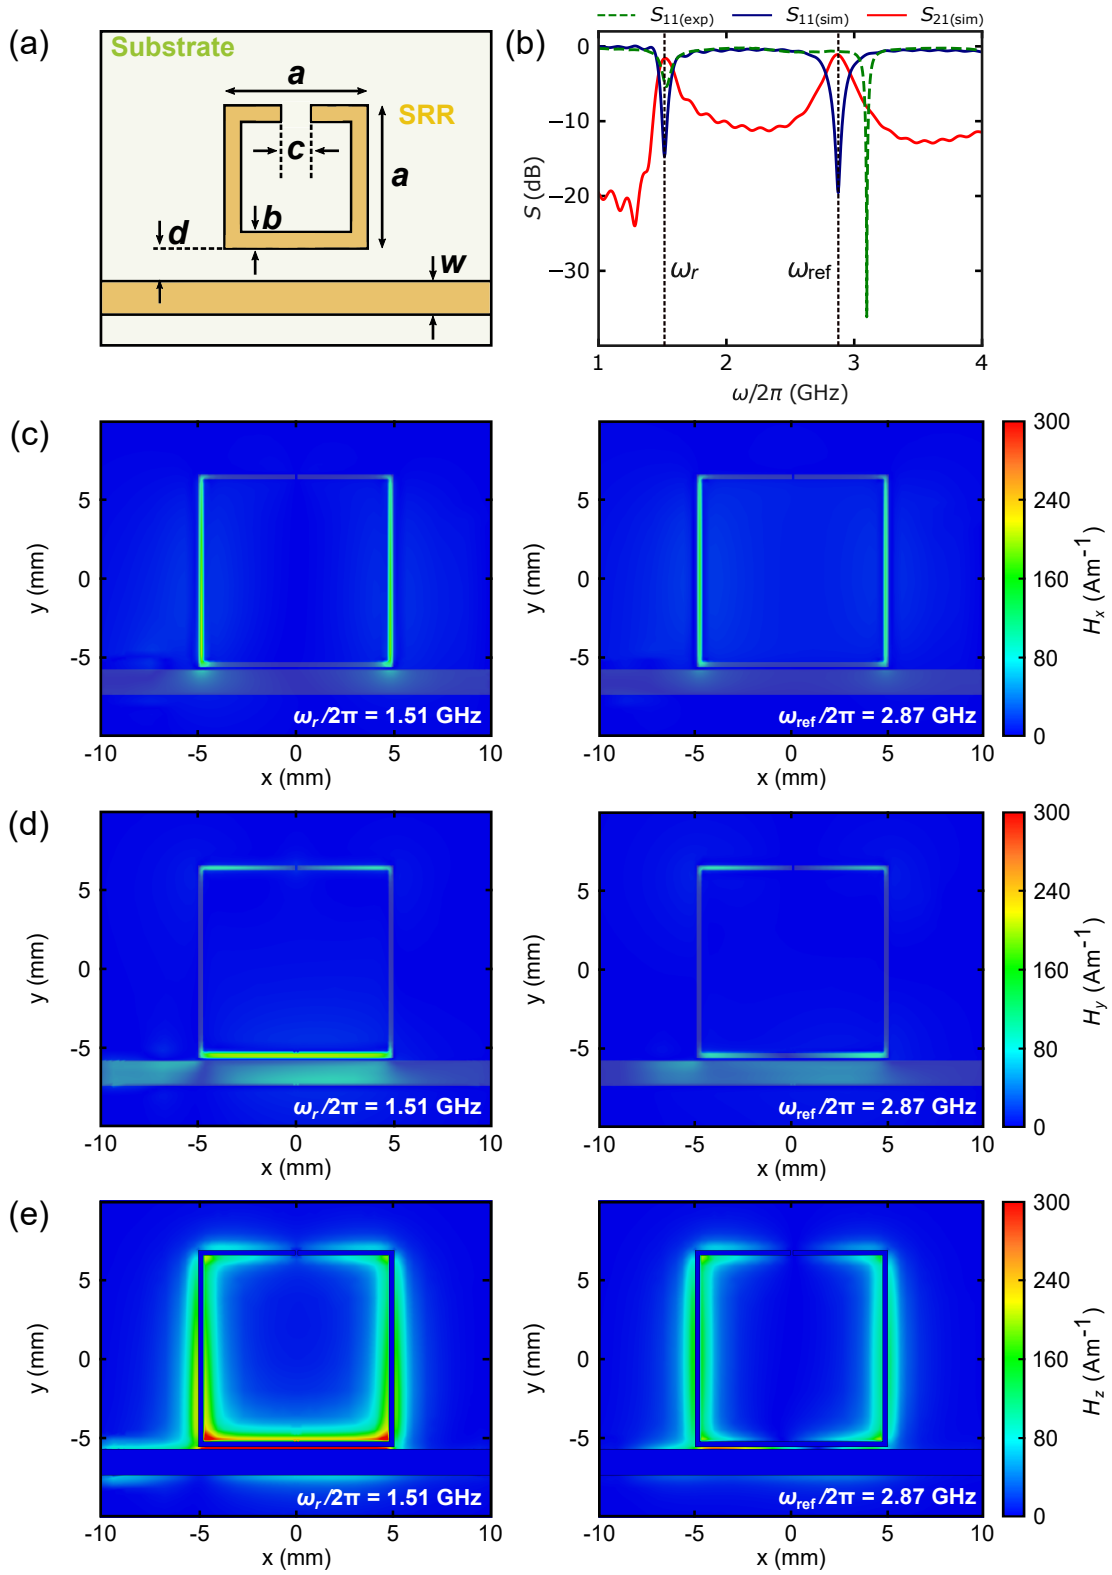 (a)
Substrate
a
SRR
c
a
b
d
w
(b)
S11(exp) S11(sim) S21(sim)
0
−10
−20
−30
S (dB)
ωr
ωref
1 2 3 4
ω/2π (GHz)
(c)
5
0
-5
y (mm)
ωr/2π = 1.51 GHz
-10 -5 0 5 10
x (mm)
5
0
-5
y (mm)
ωref/2π = 2.87 GHz
-10 -5 0 5 10
x (mm)
300
240
160
80
0
Hx (Am⁻¹)
(d)
5
0
-5
y (mm)
ωr/2π = 1.51 GHz
-10 -5 0 5 10
x (mm)
5
0
-5
y (mm)
ωref/2π = 2.87 GHz
-10 -5 0 5 10
x (mm)
300
240
160
80
0
Hy (Am⁻¹)
(e)
5
0
-5
y (mm)
ωr/2π = 1.51 GHz
-10 -5 0 5 10
x (mm)
5
0
-5
y (mm)
ωref/2π = 2.87 GHz
-10 -5 0 5 10
x (mm)
300
240
160
80
0
Hz (Am⁻¹)